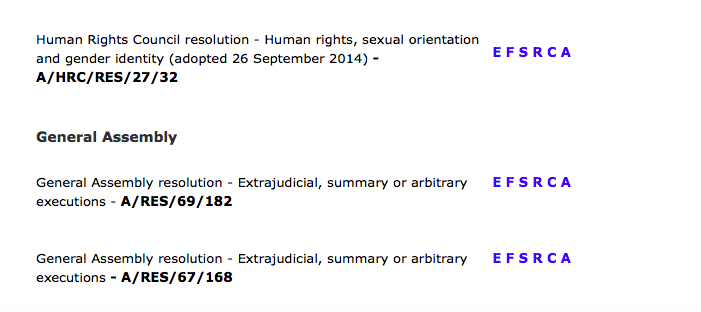 Human Rights Council resolution - Human rights, sexual orientation
and gender identity (adopted 26 September 2014) - E F S R C A
A/HRC/RES/27/32
General Assembly
General Assembly resolution - Extrajudicial, summary or arbitrary E F S R C A
executions - A/RES/69/182
General Assembly resolution - Extrajudicial, summary or arbitrary E F S R C A
executions - A/RES/67/168